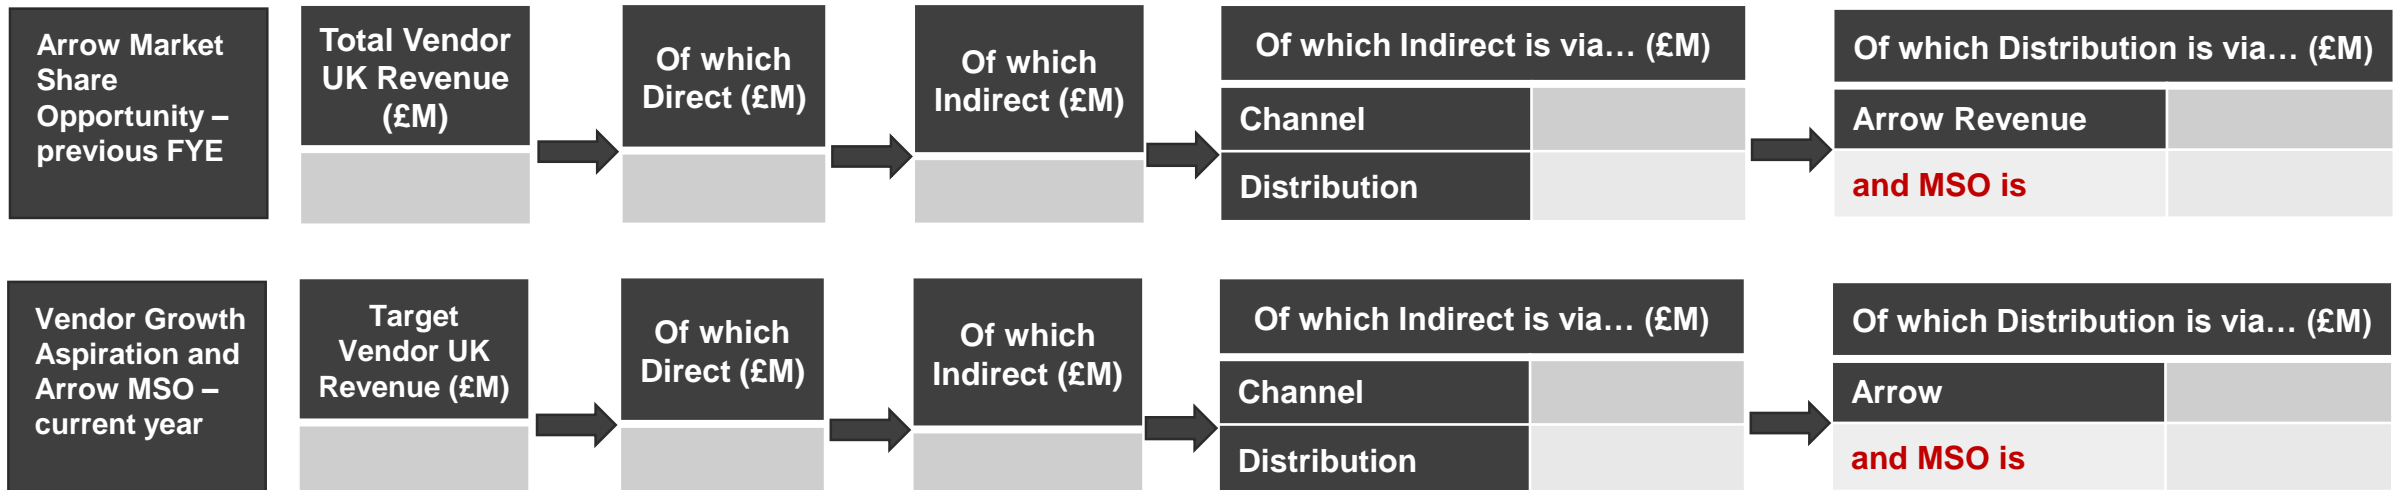 Arrow Market
Share
Opportunity –
previous FYE
Total Vendor
UK Revenue
(£M)
Of which
Direct (£M)
Of which
Indirect (£M)
Of which Indirect is via… (£M)
Channel
Distribution
Of which Distribution is via… (£M)
Arrow Revenue
and MSO is
Vendor Growth
Aspiration and
Arrow MSO –
current year
Target
Vendor UK
Revenue (£M)
Of which
Direct (£M)
Of which
Indirect (£M)
Of which Indirect is via… (£M)
Channel
Distribution
Of which Distribution is via… (£M)
Arrow
and MSO is